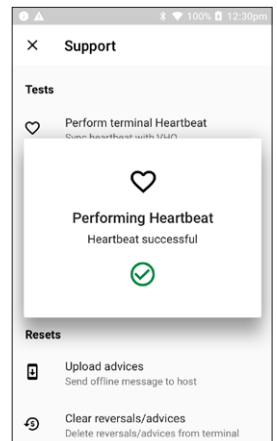 100% 12:30pm
Support
Tests
Perform terminal Heartbeat
Sync heartbeat with VHQ
Performing Heartbeat
Heartbeat successful
Resets
Upload advices
Send offline message to host
Clear reversals/advices
Delete reversals/advices from terminal